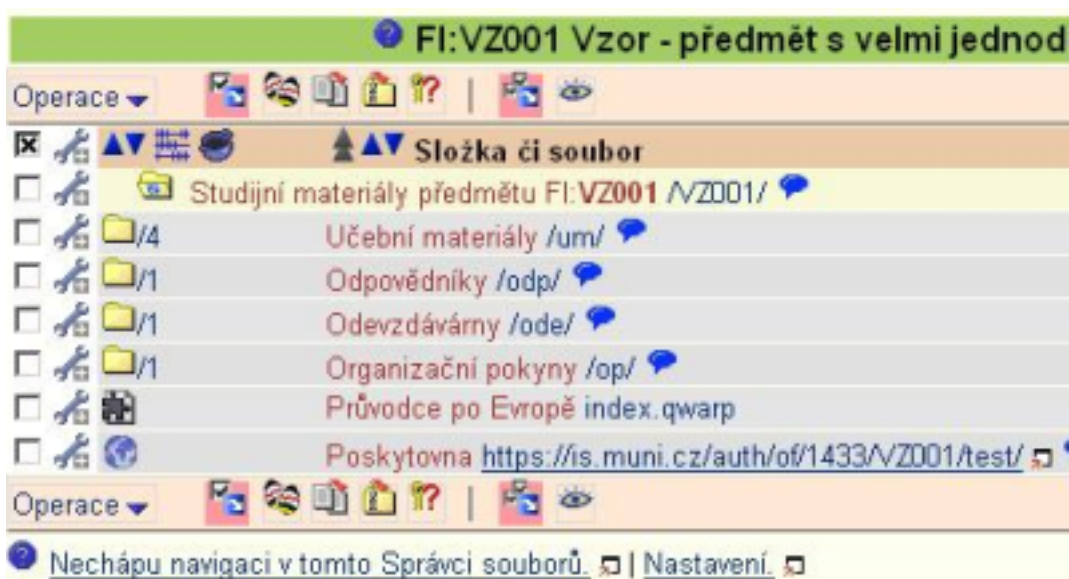 FI:VZ001 Vzor - předmět s velmi jednod
Operace
Složka či soubor
Studijní materiály předmětu FI:VZ001 /VZ001/
/4 Učební materiály /um/
/1 Odpovědníky /odp/
/1 Odevzdávárny /ode/
/1 Organizační pokyny /op/
Průvodce po Evropě index.qwarp
Poskytovna https://is.muni.cz/auth/of/1433/VZ001/test/
Operace
Nechápu navigaci v tomto Správci souborů. | Nastavení.